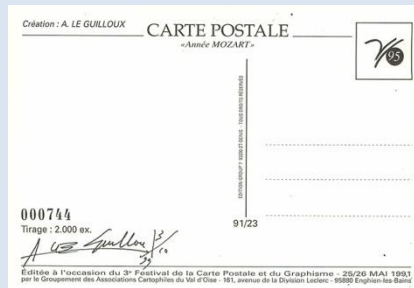 Création : A. LE GUILLOUX
CARTE POSTALE
«Année MOZART»
95
EDITION GROUP'T 93200 ST-DENIS - TOUS DROITS RÉSERVÉS
000744
Tirage : 2.000 ex.
91/23
A LE Guilloux
Éditée à l'occasion du 3e Festival de la Carte Postale et du Graphisme - 25/26 MAI 1991
par le Groupement des Associations Cartophiles du Val d'Oise - 161, avenue de la Division Leclerc - 95880 Enghien-les-Bains